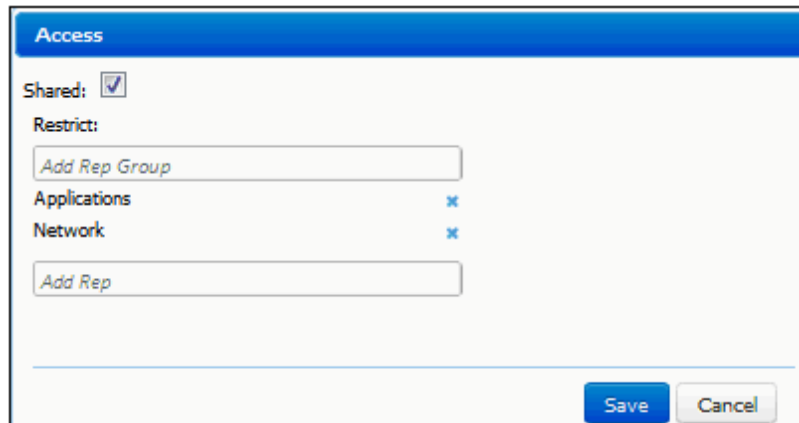 Access
Shared:
Restrict:
Add Rep Group
Applications
Network
Add Rep
Save Cancel